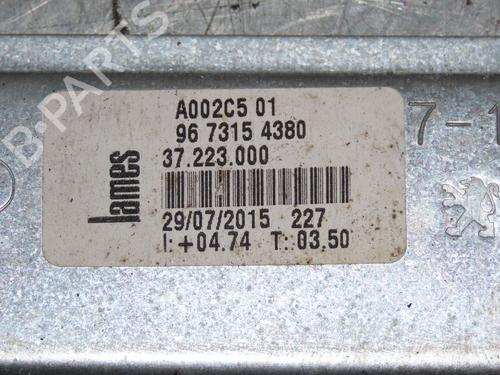 B-PARTS
A002C5 01
96 7315 4380
37.223.000
lames
29/07/2015 227
I:+04.74 T:03,50
7-1